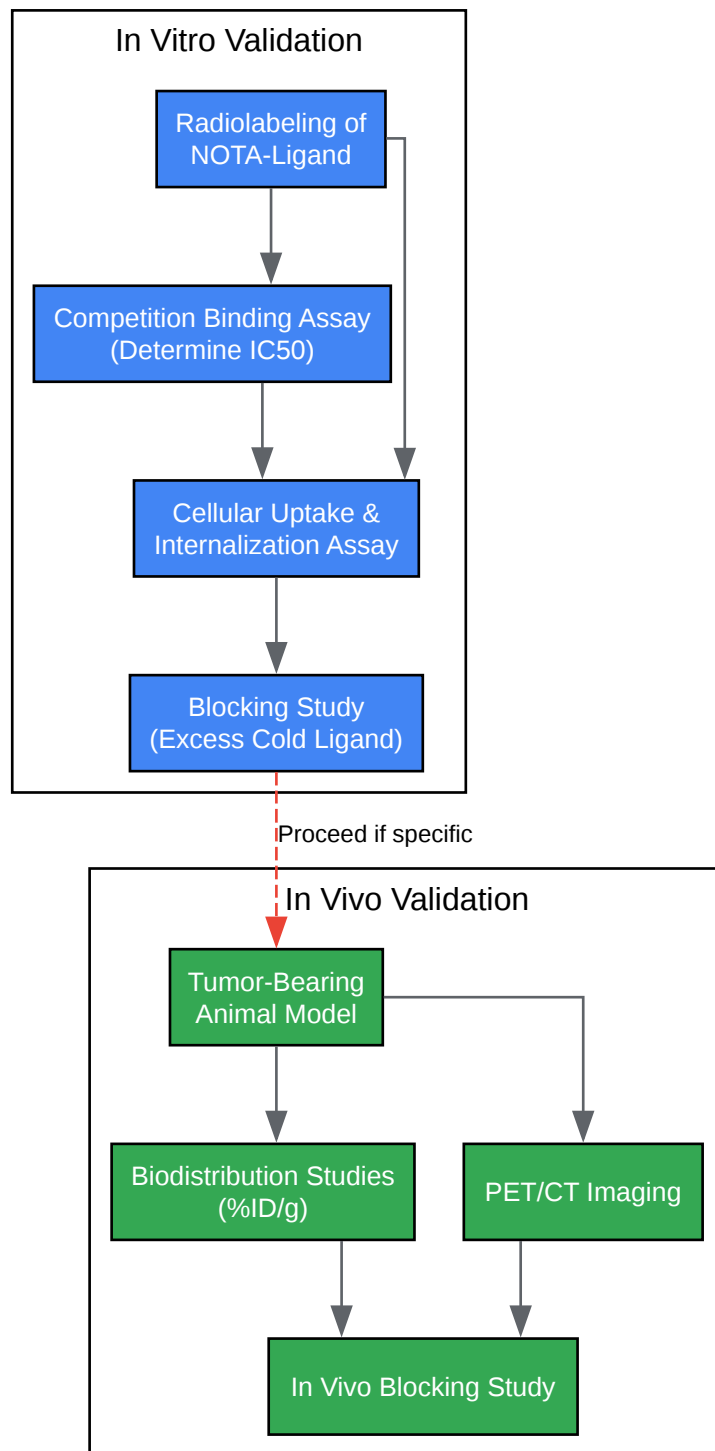 In Vitro Validation
Radiolabeling of
NOTA-Ligand
Competition Binding Assay
(Determine IC50)
Cellular Uptake &
Internalization Assay
Blocking Study
(Excess Cold Ligand)
Proceed if specific
In Vivo Validation
Tumor-Bearing
Animal Model
Biodistribution Studies
(%ID/g)
PET/CT Imaging
In Vivo Blocking Study